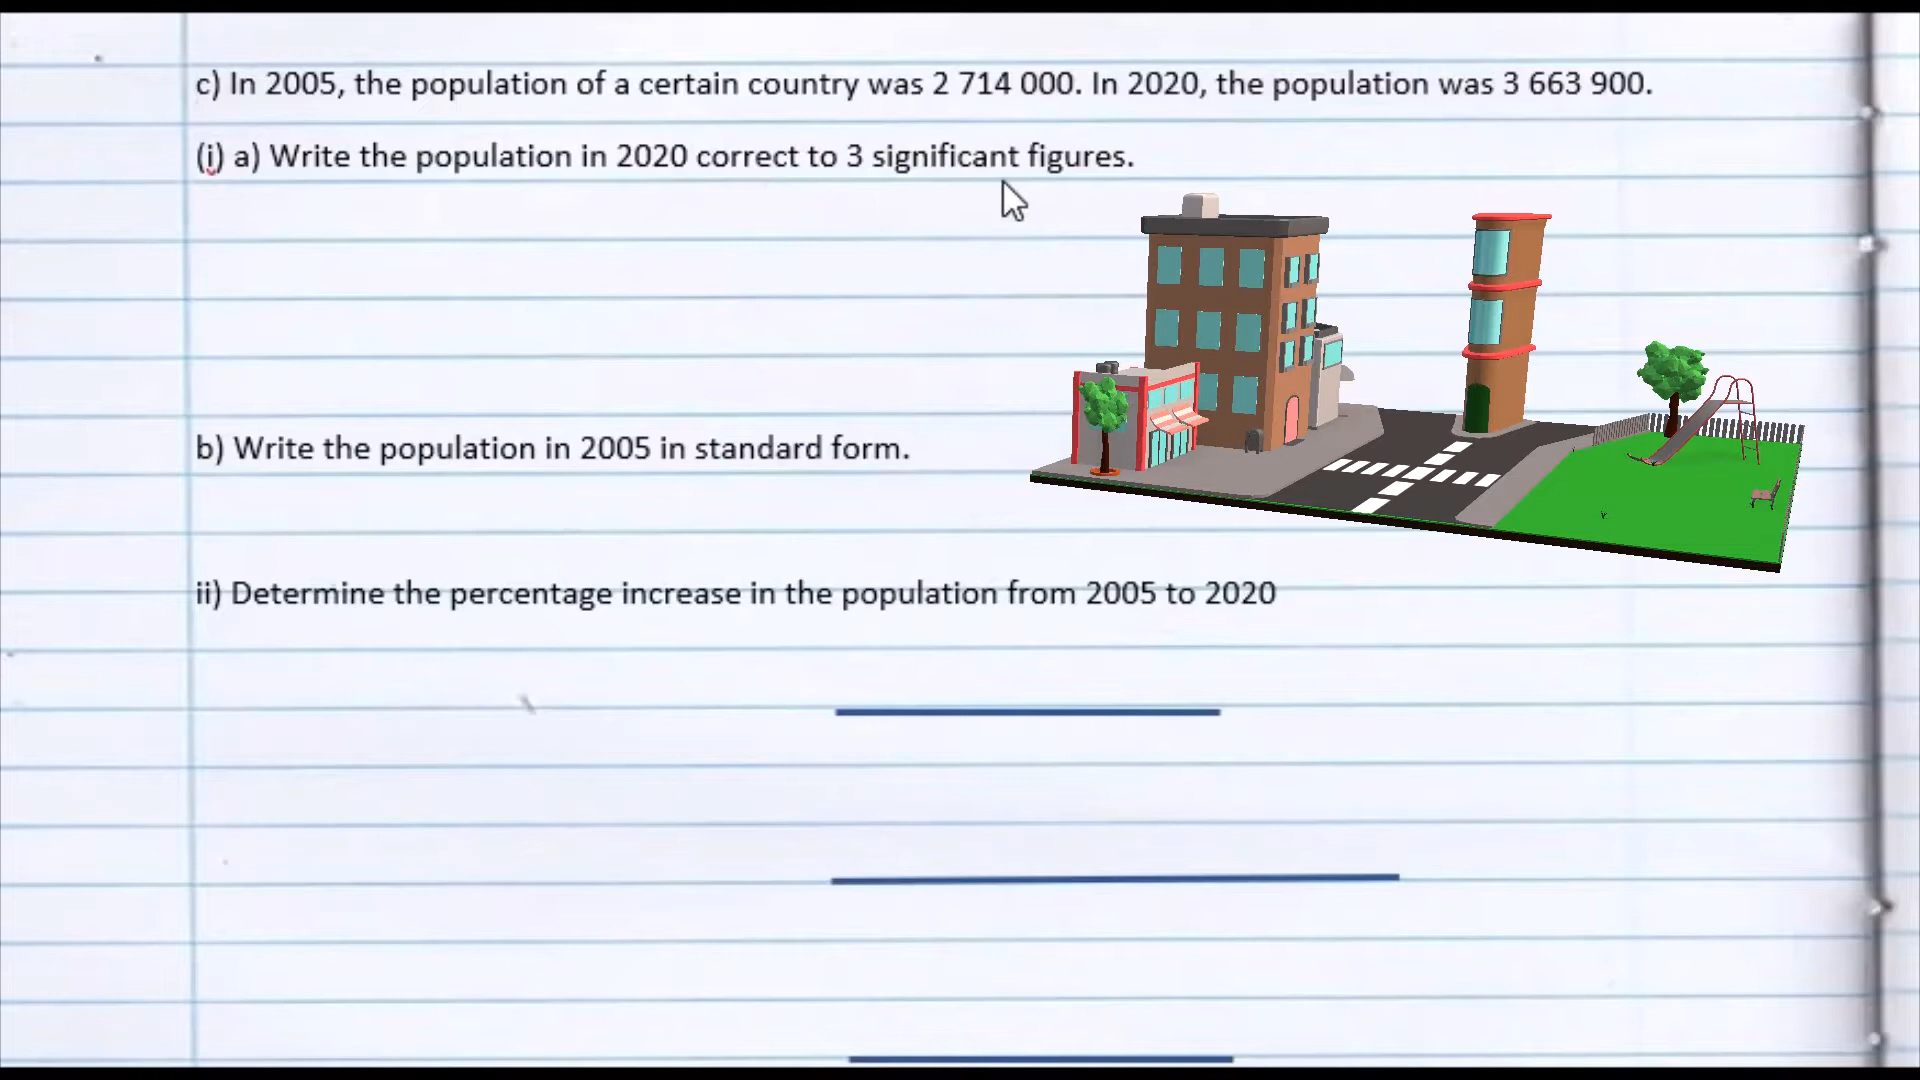 c) In 2005, the population of a certain country was 2 714 000. In 2020, the population was 3 663 900.
(i) a) Write the population in 2020 correct to 3 significant figures.
b) Write the population in 2005 in standard form.
ii) Determine the percentage increase in the population from 2005 to 2020